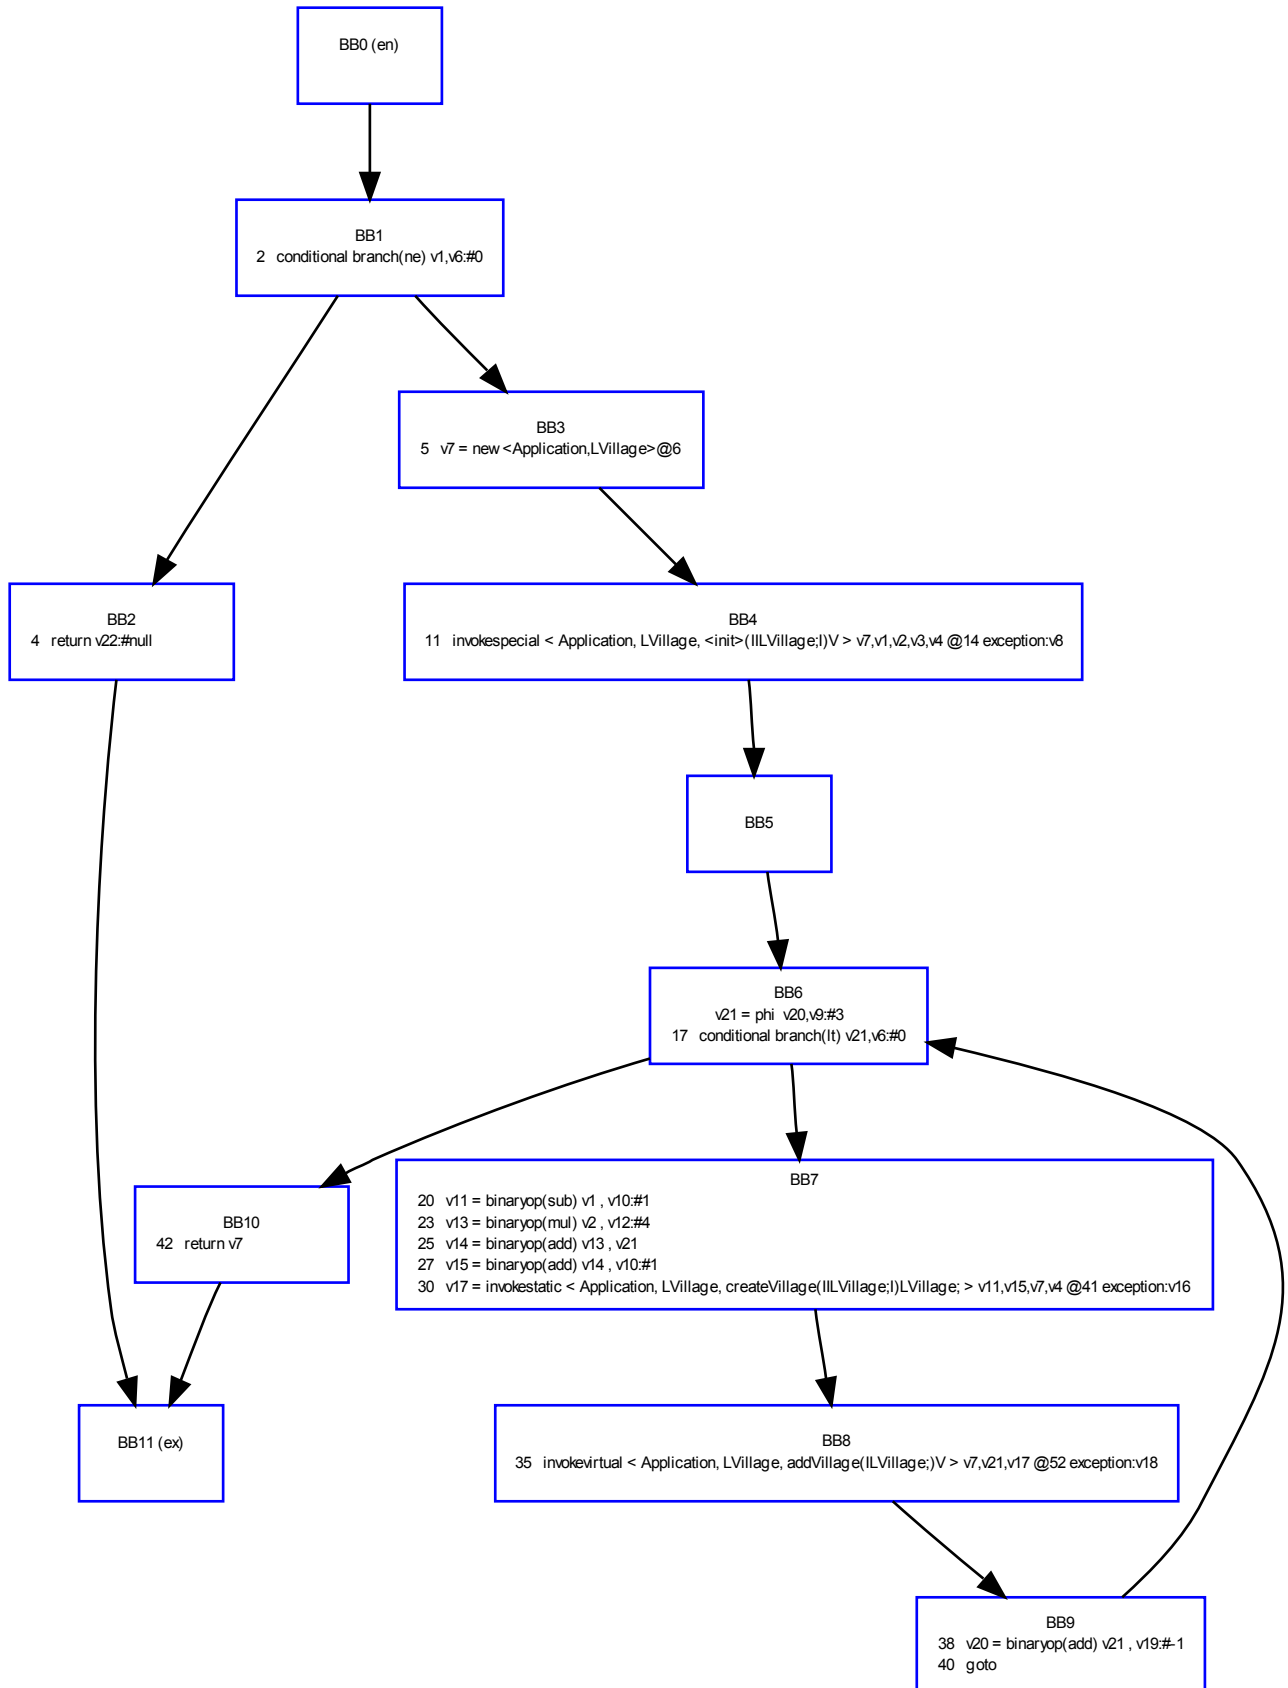 BB0 (en)
BB1
2 conditional branch(ne) v1,v6:#0
BB3
5 v7 = new <Application,LVillage>@6
BB2
4 return v22:#null
BB4
11 invokespecial < Application, LVillage, <init>(IILVillage;I)V > v7,v1,v2,v3,v4 @14 exception:v8
BB5
BB6
v21 = phi v20,v9:#3
17 conditional branch(lt) v21,v6:#0
BB7
20 v11 = binaryop(sub) v1 , v10:#1
23 v13 = binaryop(mul) v2 , v12:#4
25 v14 = binaryop(add) v13 , v21
27 v15 = binaryop(add) v14 , v10:#1
30 v17 = invokestatic < Application, LVillage, createVillage(IILVillage;I)LVillage; > v11,v15,v7,v4 @41 exception:v16
BB10
42 return v7
BB11 (ex)
BB8
35 invokevirtual < Application, LVillage, addVillage(ILVillage;)V > v7,v21,v17 @52 exception:v18
BB9
38 v20 = binaryop(add) v21 , v19:#-1
40 goto